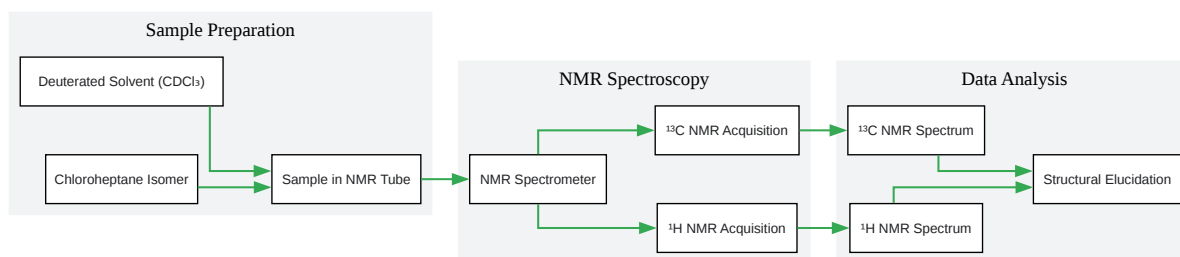 Sample Preparation
Deuterated Solvent (CDCl₃)
Chloroheptane Isomer
Sample in NMR Tube
NMR Spectroscopy
NMR Spectrometer
¹³C NMR Acquisition
¹H NMR Acquisition
Data Analysis
¹³C NMR Spectrum
¹H NMR Spectrum
Structural Elucidation